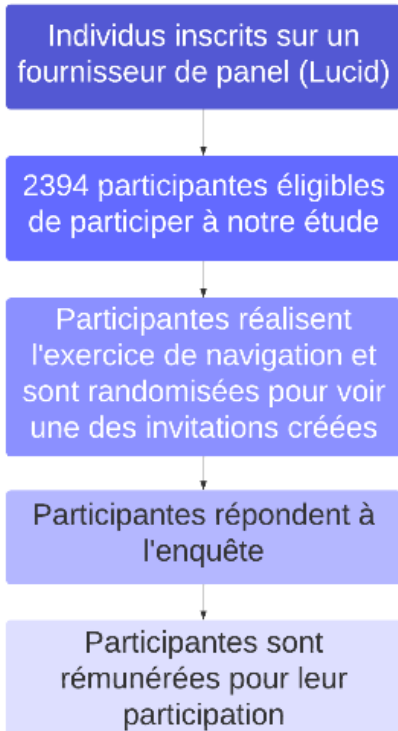 Individus inscrits sur un
fournisseur de panel (Lucid)
2394 participantes éligibles
de participer à notre étude
Participantes réalisent
l'exercice de navigation et
sont randomisées pour voir
une des invitations créées
Participantes répondent à
l'enquête
Participantes sont
rémunérées pour leur
participation